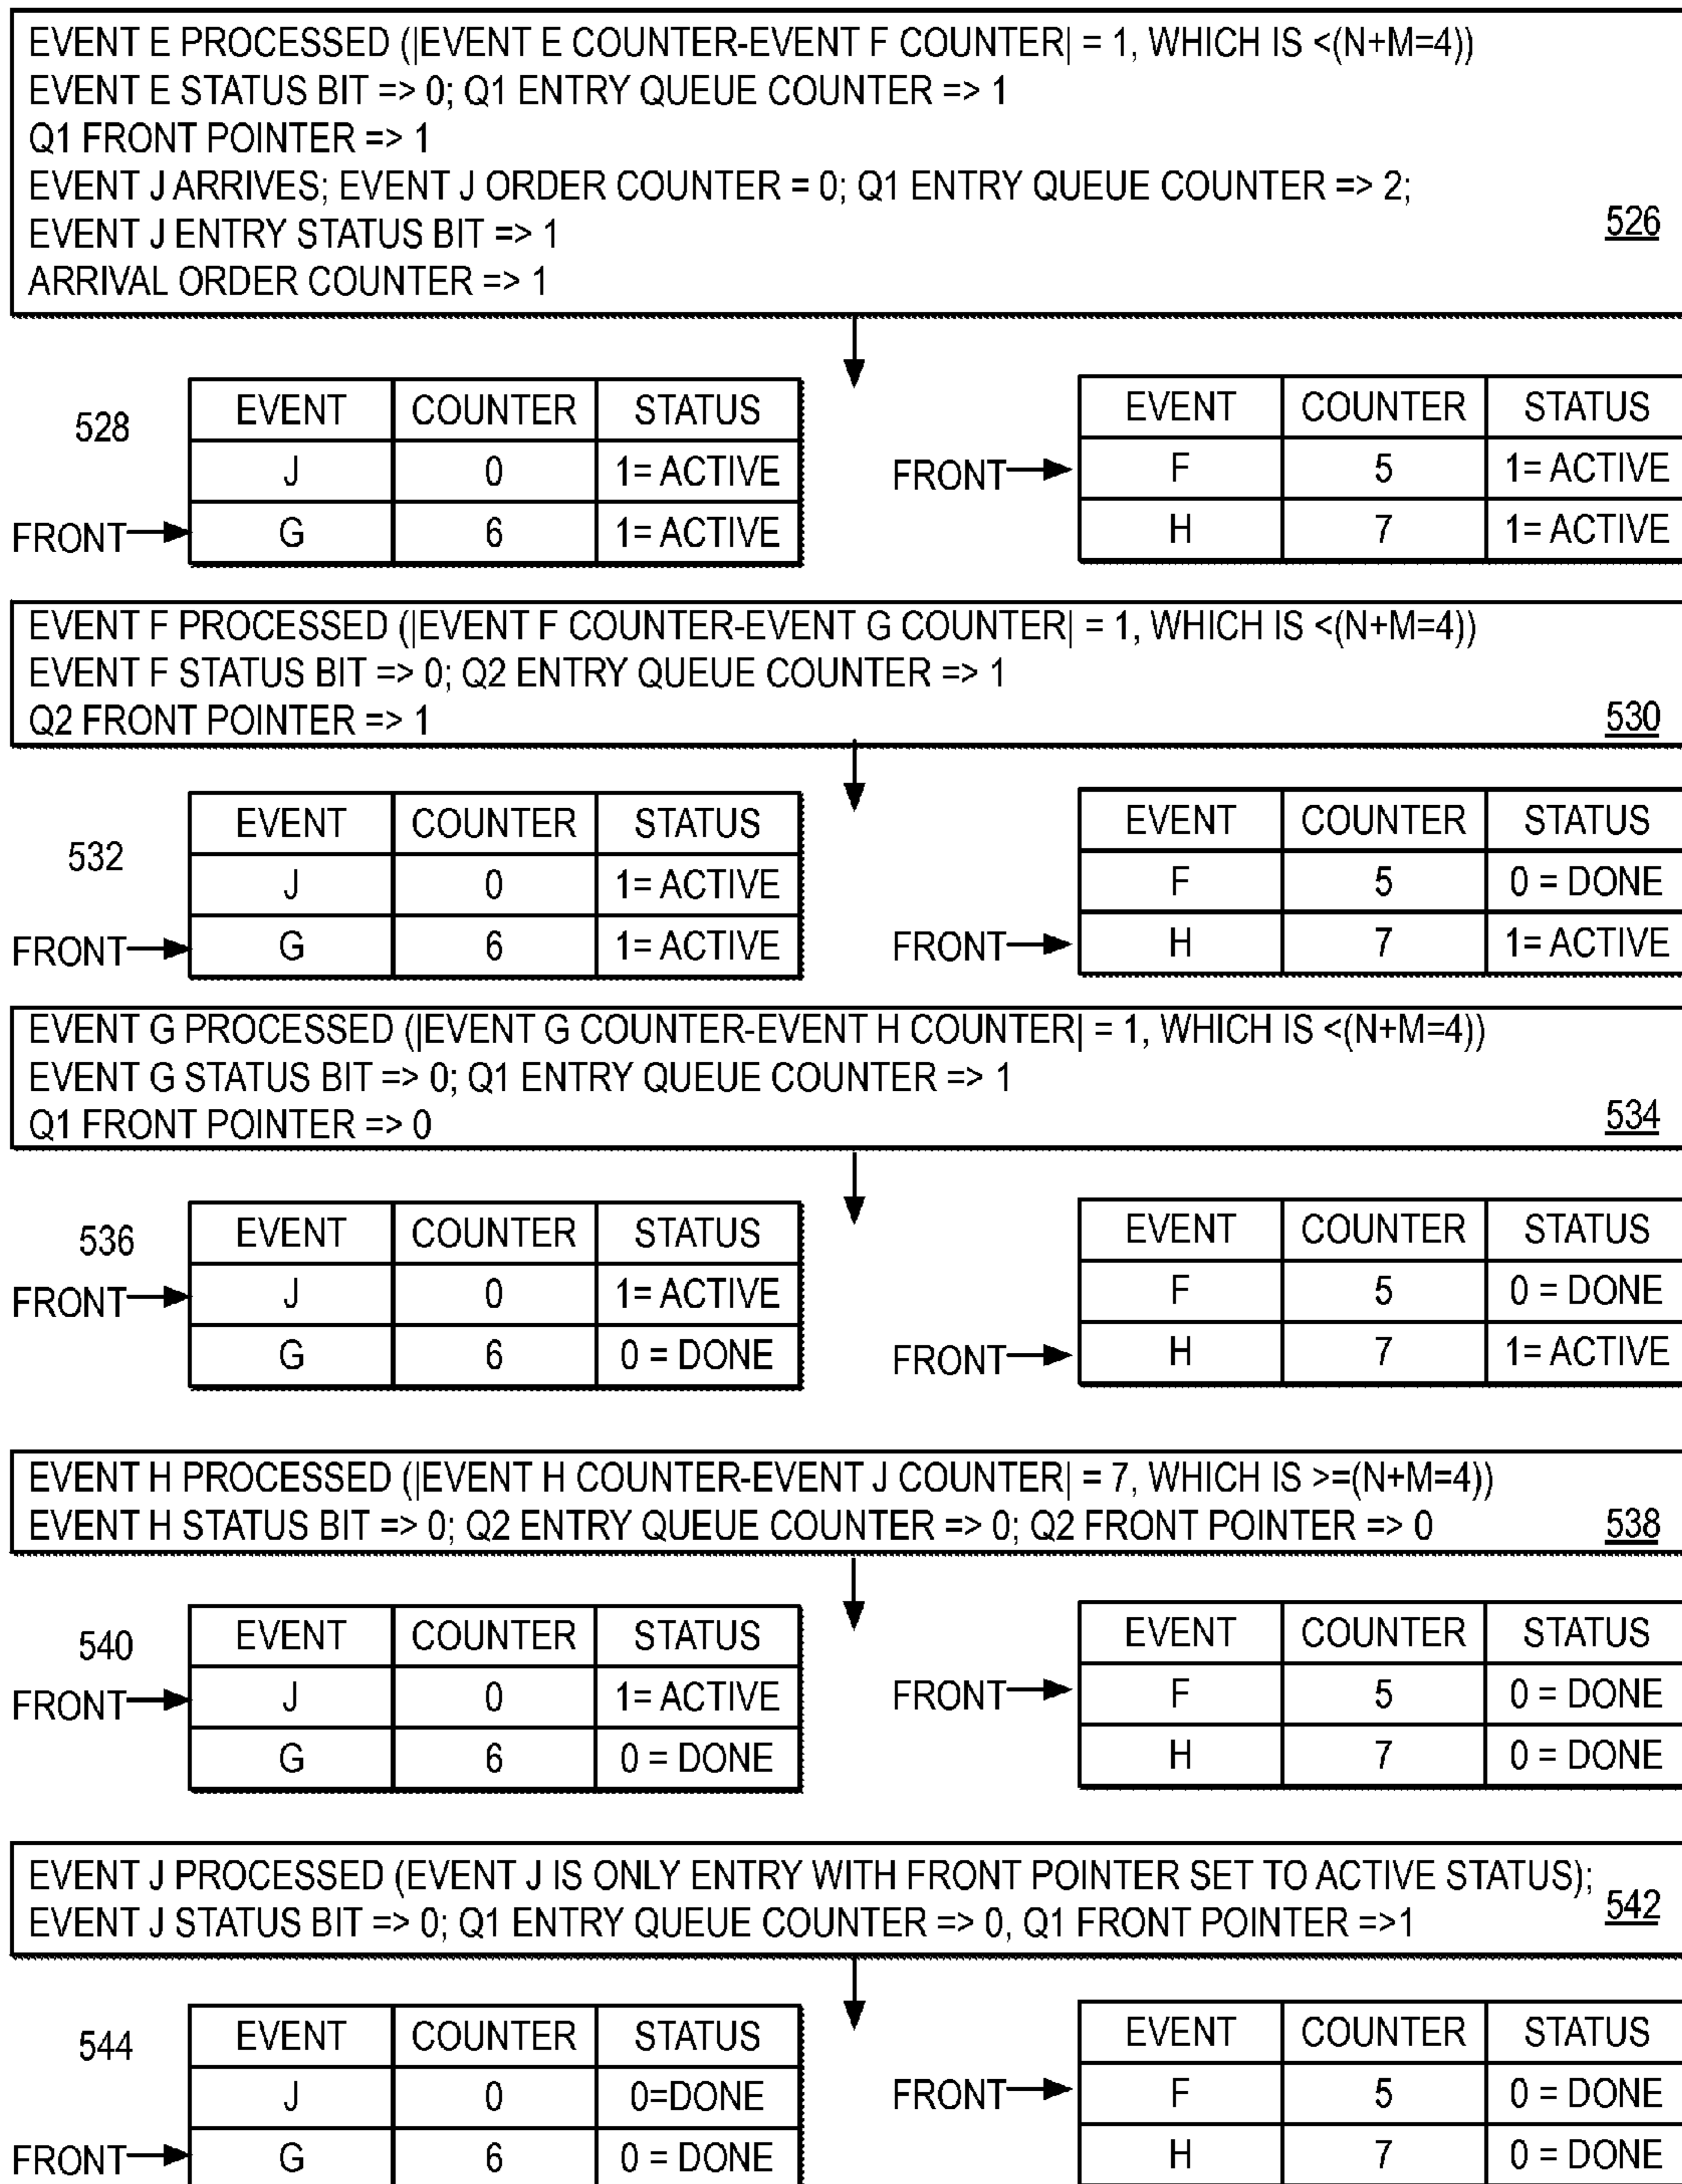 EVENT E PROCESSED (|EVENT E COUNTER-EVENT F COUNTER| = 1, WHICH IS <(N+M=4))
EVENT E STATUS BIT => 0; Q1 ENTRY QUEUE COUNTER => 1
Q1 FRONT POINTER => 1
EVENT J ARRIVES; EVENT J ORDER COUNTER = 0; Q1 ENTRY QUEUE COUNTER => 2;
EVENT J ENTRY STATUS BIT => 1
ARRIVAL ORDER COUNTER => 1
526
528
EVENT COUNTER STATUS
J 0 1= ACTIVE
FRONT G 6 1= ACTIVE
EVENT COUNTER STATUS
FRONT F 5 1= ACTIVE
H 7 1= ACTIVE
EVENT F PROCESSED (|EVENT F COUNTER-EVENT G COUNTER| = 1, WHICH IS <(N+M=4))
EVENT F STATUS BIT => 0; Q2 ENTRY QUEUE COUNTER => 1
Q2 FRONT POINTER => 1
530
532
EVENT COUNTER STATUS
J 0 1= ACTIVE
FRONT G 6 1= ACTIVE
EVENT COUNTER STATUS
F 5 0 = DONE
FRONT H 7 1= ACTIVE
EVENT G PROCESSED (|EVENT G COUNTER-EVENT H COUNTER| = 1, WHICH IS <(N+M=4))
EVENT G STATUS BIT => 0; Q1 ENTRY QUEUE COUNTER => 1
Q1 FRONT POINTER => 0
534
536
EVENT COUNTER STATUS
FRONT J 0 1= ACTIVE
G 6 0 = DONE
EVENT COUNTER STATUS
F 5 0 = DONE
FRONT H 7 1= ACTIVE
EVENT H PROCESSED (|EVENT H COUNTER-EVENT J COUNTER| = 7, WHICH IS >=(N+M=4))
EVENT H STATUS BIT => 0; Q2 ENTRY QUEUE COUNTER => 0; Q2 FRONT POINTER => 0
538
540
EVENT COUNTER STATUS
FRONT J 0 1= ACTIVE
G 6 0 = DONE
EVENT COUNTER STATUS
FRONT F 5 0 = DONE
H 7 0 = DONE
EVENT J PROCESSED (EVENT J IS ONLY ENTRY WITH FRONT POINTER SET TO ACTIVE STATUS);
EVENT J STATUS BIT => 0; Q1 ENTRY QUEUE COUNTER => 0, Q1 FRONT POINTER =>1
542
544
EVENT COUNTER STATUS
J 0 0=DONE
FRONT G 6 0 = DONE
EVENT COUNTER STATUS
FRONT F 5 0 = DONE
H 7 0 = DONE